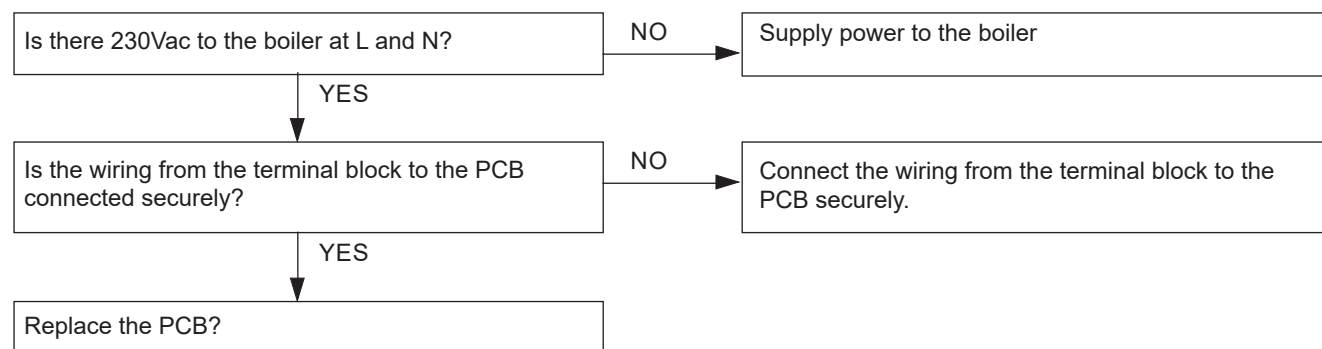 Is there 230Vac to the boiler at L and N?
NO
Supply power to the boiler
YES
Is the wiring from the terminal block to the PCB
connected securely?
NO
Connect the wiring from the terminal block to the
PCB securely.
YES
Replace the PCB?